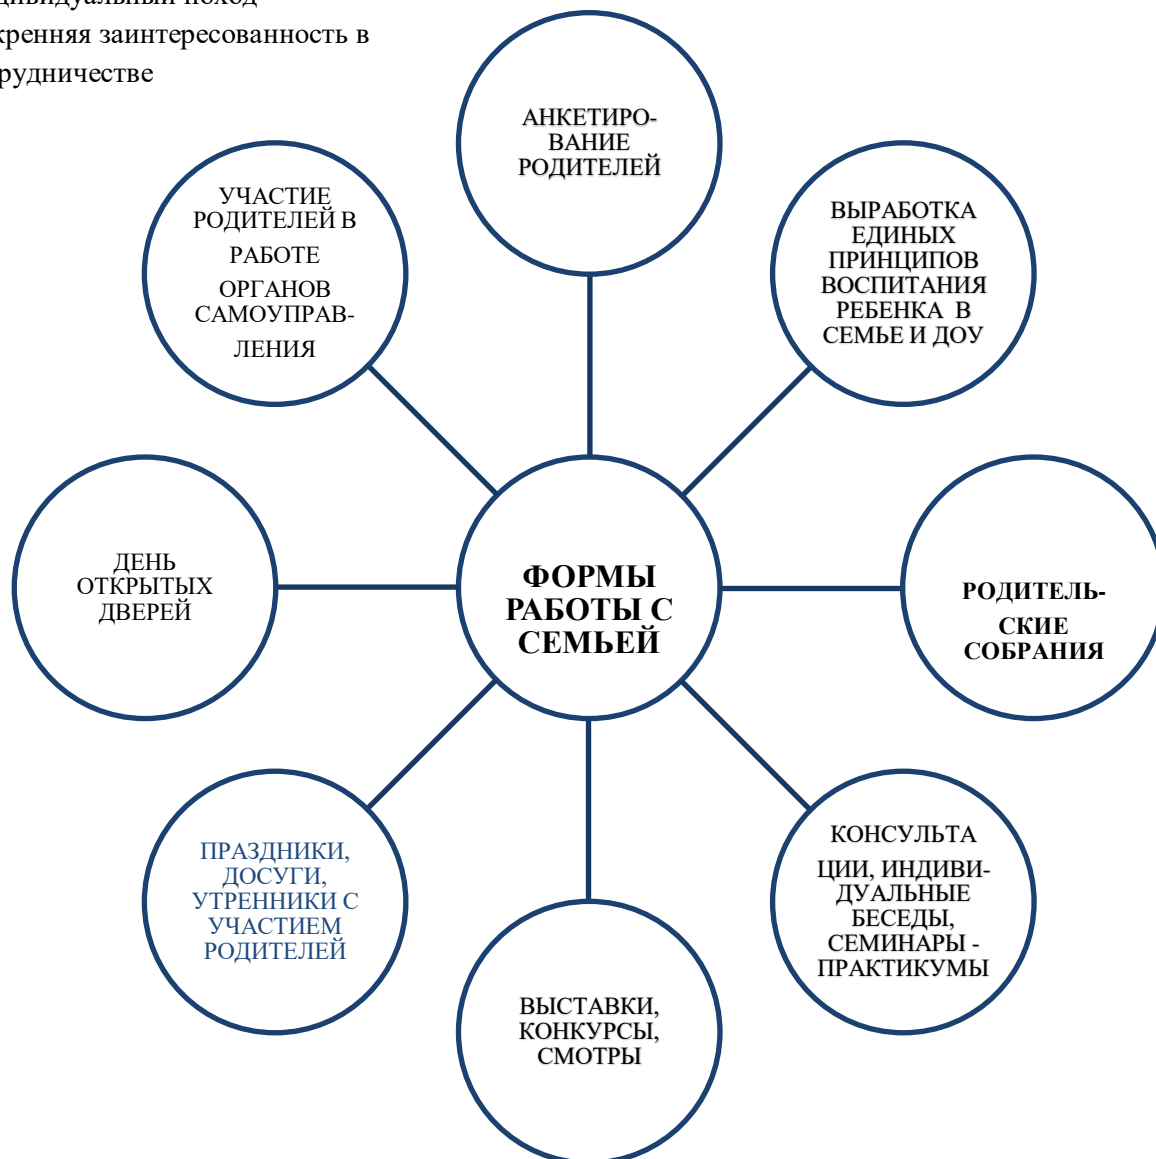 дивидуальный поход
кренняя заинтересованность в
рудничестве
АНКЕТИРО-
ВАНИЕ
РОДИТЕЛЕЙ
УЧАСТИЕ
РОДИТЕЛЕЙ В
РАБОТЕ
ОРГАНОВ
САМОУПРАВ-
ЛЕНИЯ
ВЫРАБОТКА
ЕДИНЫХ
ПРИНЦИПОВ
ВОСПИТАНИЯ
РЕБЕНКА В
СЕМЬЕ И ДОУ
ДЕНЬ
ОТКРЫТЫХ
ДВЕРЕЙ
ФОРМЫ
РАБОТЫ С
СЕМЬЕЙ
РОДИТЕЛЬ-
СКИЕ
СОБРАНИЯ
ПРАЗДНИКИ,
ДОСУГИ,
УТРЕННИКИ С
УЧАСТИЕМ
РОДИТЕЛЕЙ
КОНСУЛЬТА
ЦИИ, ИНДИВИ-
ДУАЛЬНЫЕ
БЕСЕДЫ,
СЕМИНАРЫ -
ПРАКТИКУМЫ
ВЫСТАВКИ,
КОНКУРСЫ,
СМОТРЫ